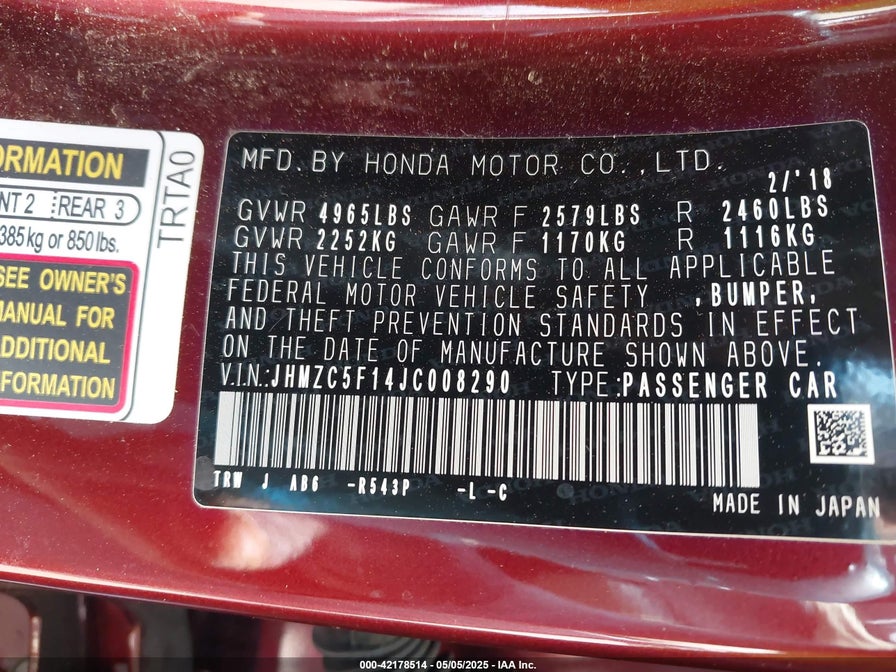 ORMATION
NT 2 REAR 3
385 kg or 850 lbs.
SEE OWNER'S
MANUAL FOR
ADDITIONAL
NFORMATION
TRTA0
MFD. BY HONDA MOTOR CO., LTD.
2/'18
GVWR 4965LBS GAWR F 2579LBS R 2460LBS
GVWR 2252KG GAWR F 1170KG R 1116KG
THIS VEHICLE CONFORMS TO ALL APPLICABLE
FEDERAL MOTOR VEHICLE SAFETY ,BUMPER,
AND THEFT PREVENTION STANDARDS IN EFFECT
ON THE DATE OF MANUFACTURE SHOWN ABOVE.
V.IN.:JHMZC5F14JC008290 TYPE:PASSENGER CAR
TRW J AB6 -R543P -L -C
MADE IN JAPAN
000-42178514 - 05/05/2025 - IAA Inc.